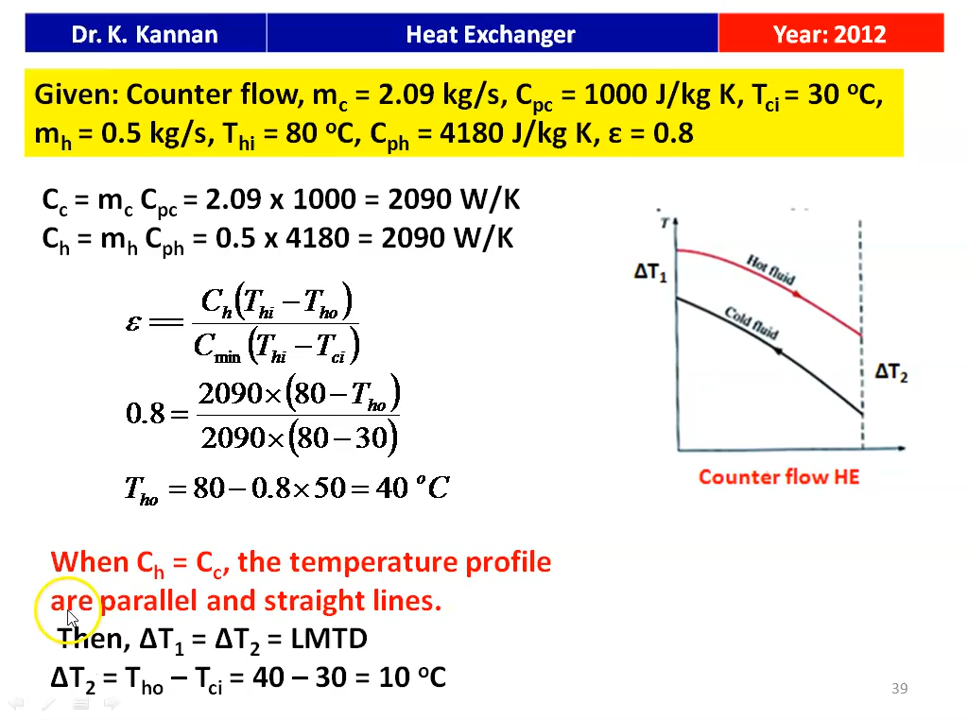 Dr. K. Kannan
Heat Exchanger
Year: 2012
Given: Counter flow, mc = 2.09 kg/s, Cpc = 1000 J/kg K, Tci = 30 ºC,
mh = 0.5 kg/s, Thi = 80 ºC, Cph = 4180 J/kg K, ε = 0.8
Cc = mc Cpc = 2.09 x 1000 = 2090 W/K
Ch = mh Cph = 0.5 x 4180 = 2090 W/K
ε = Ch(Thi − Tho) / Cmin(Thi − Tci)
0.8 = 2090×(80 − Tho) / 2090×(80 − 30)
Tho = 80 − 0.8×50 = 40 ºC
T
ΔT1
Hot fluid
Cold fluid
ΔT2
Counter flow HE
When Ch = Cc, the temperature profile
are parallel and straight lines.
Then, ΔT1 = ΔT2 = LMTD
ΔT2 = Tho – Tci = 40 – 30 = 10 ºC
39